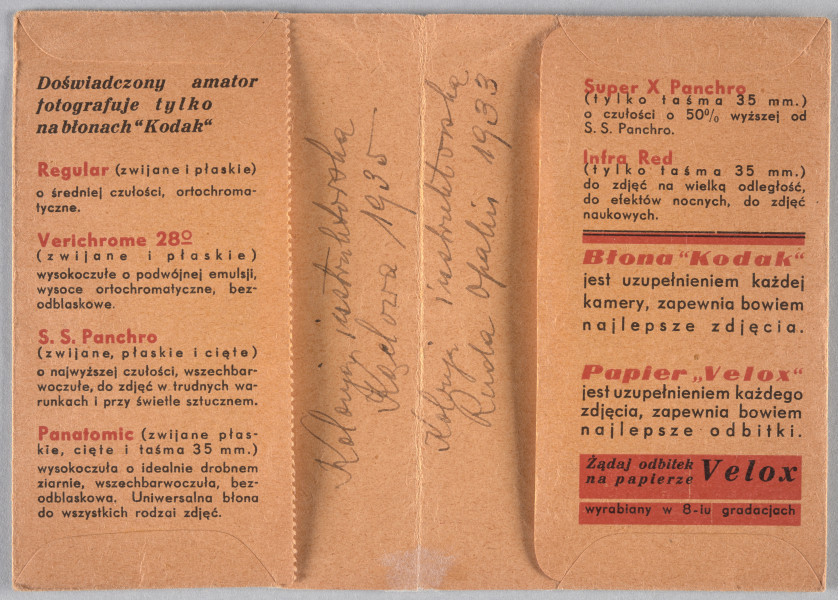 Doświadczony amator
fotografuje tylko
na błonach "Kodak"
Regular (zwijane i płaskie)
o średniej czułości, ortochroma-
tyczne.
Verichrome 28º
(zwijane i płaskie)
wysokoczułe o podwójnej emulsji,
wysoce ortochromatyczne, bez-
odblaskowe.
S. S. Panchro
(zwijane, płaskie i cięte)
o najwyższej czułości, wszechbar-
woczułe, do zdjęć w trudnych wa-
runkach i przy świetle sztucznem.
Panatomic (zwijane płas-
kie, cięte i taśma 35 mm.)
wysokoczuła o idealnie drobnem
ziarnie, wszechbarwoczuła, bez-
odblaskowa. Uniwersalna błona
do wszystkich rodzai zdjęć.
instruktorska
1935
instruktorska
Ruda Opalin 1933
Super X Panchro
(tylko taśma 35 mm.)
o czułości o 50% wyższej od
S. S. Panchro.
Infra Red
(tylko taśma 35 mm.)
do zdjęć na wielką odległość,
do efektów nocnych, do zdjęć
naukowych.
Błona "Kodak"
jest uzupełnieniem każdej
kamery, zapewnia bowiem
najlepsze zdjęcia.
Papier „Velox"
jest uzupełnieniem każdego
zdjęcia, zapewnia bowiem
najlepsze odbitki.
Żądaj odbitek
na papierze Velox
wyrabiany w 8-iu gradacjach